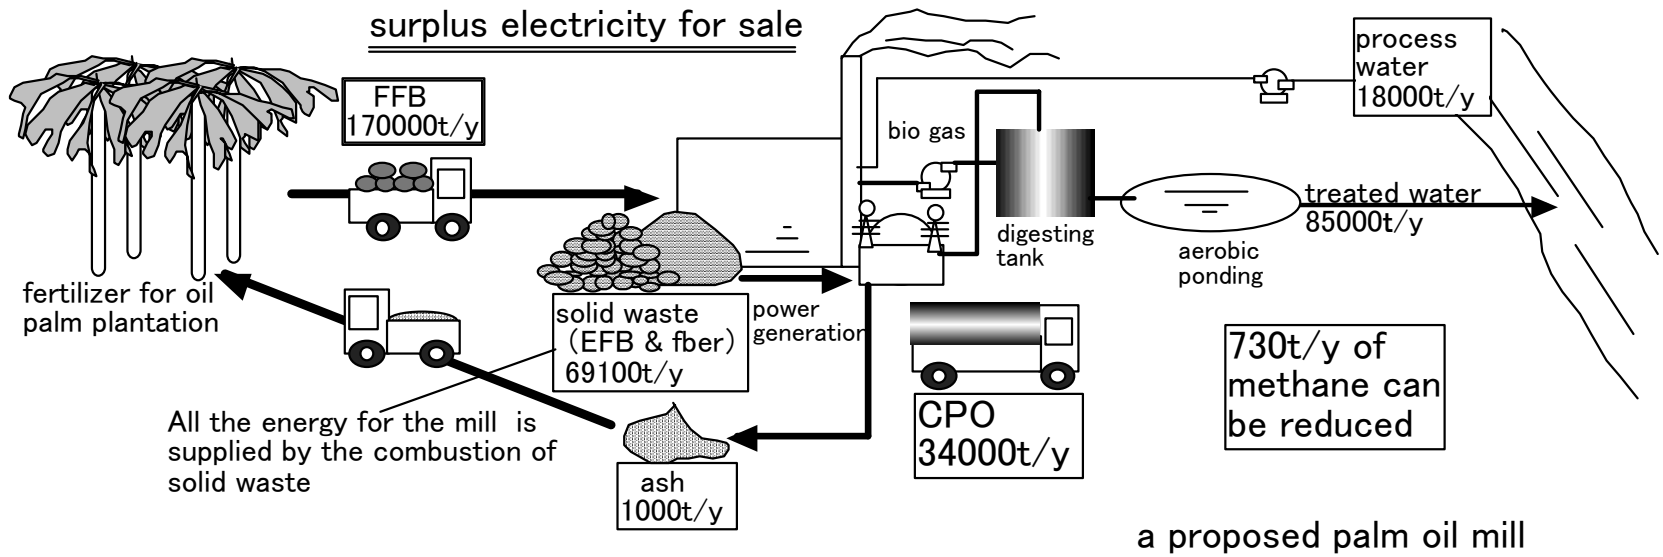 surplus electricity for sale
FFB
170000t/y
process
water
18000t/y
bio gas
digesting
tank
aerobic
ponding
treated water
85000t/y
fertilizer for oil
palm plantation
solid waste
(EFB & fber)
69100t/y
power
generation
All the energy for the mill is
supplied by the combustion of
solid waste
ash
1000t/y
CPO
34000t/y
730t/y of
methane can
be reduced
a proposed palm oil mill